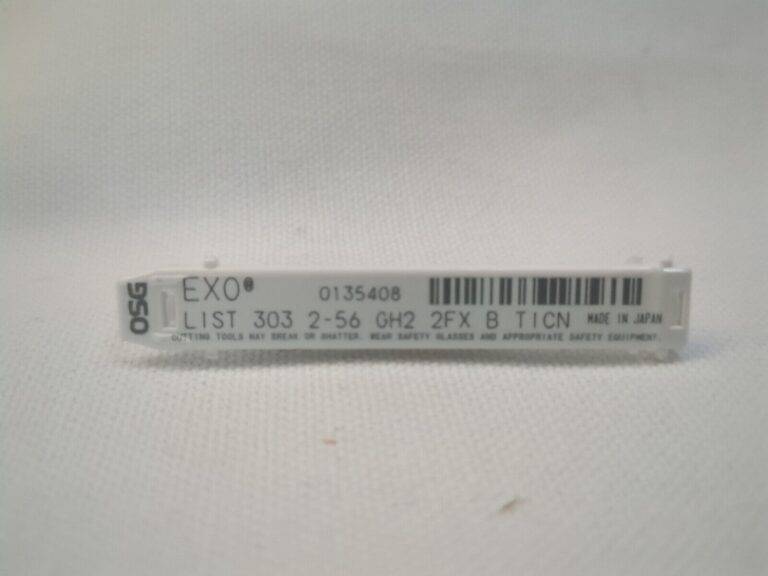 OSG
EXO® 0135408
LIST 303 2-56 GH2 2FX B TICN MADE IN JAPAN
CUTTING TOOLS MAY BREAK OR SHATTER. WEAR SAFETY GLASSES AND APPROPRIATE SAFETY EQUIPMENT.